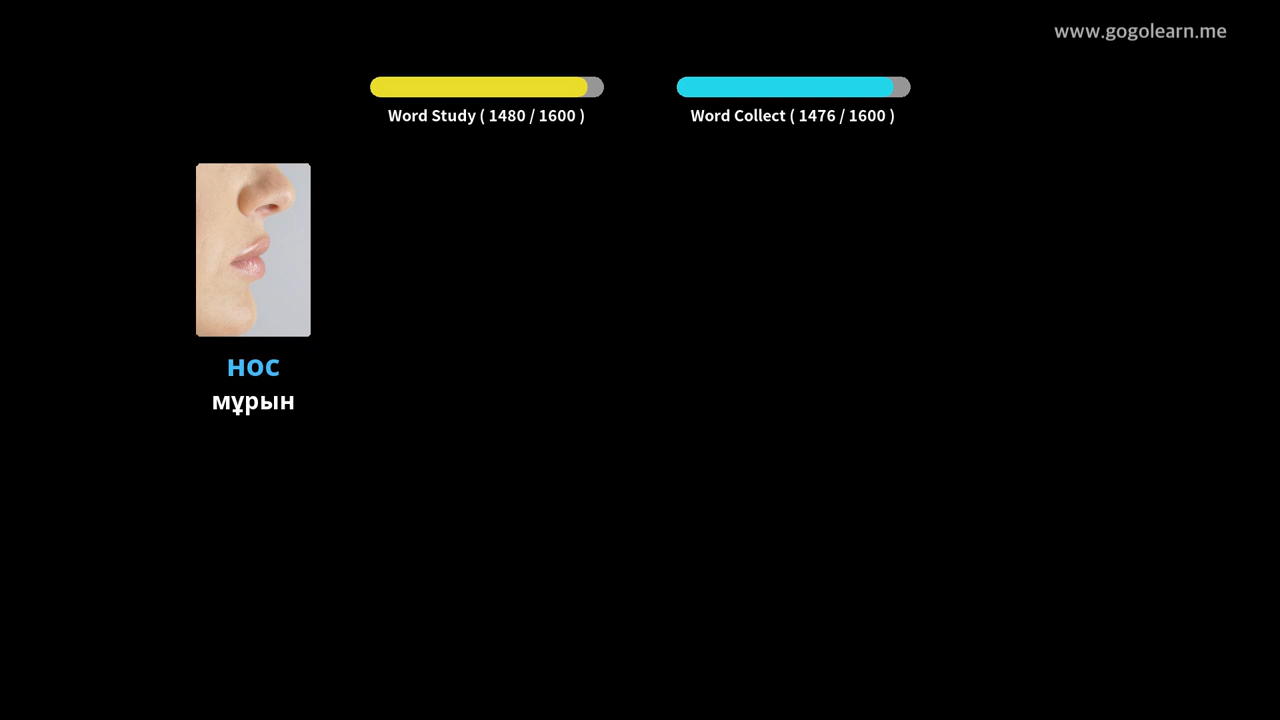 www.gogolearn.me
Word Study ( 1480 / 1600 )
Word Collect ( 1476 / 1600 )
нос
мұрын